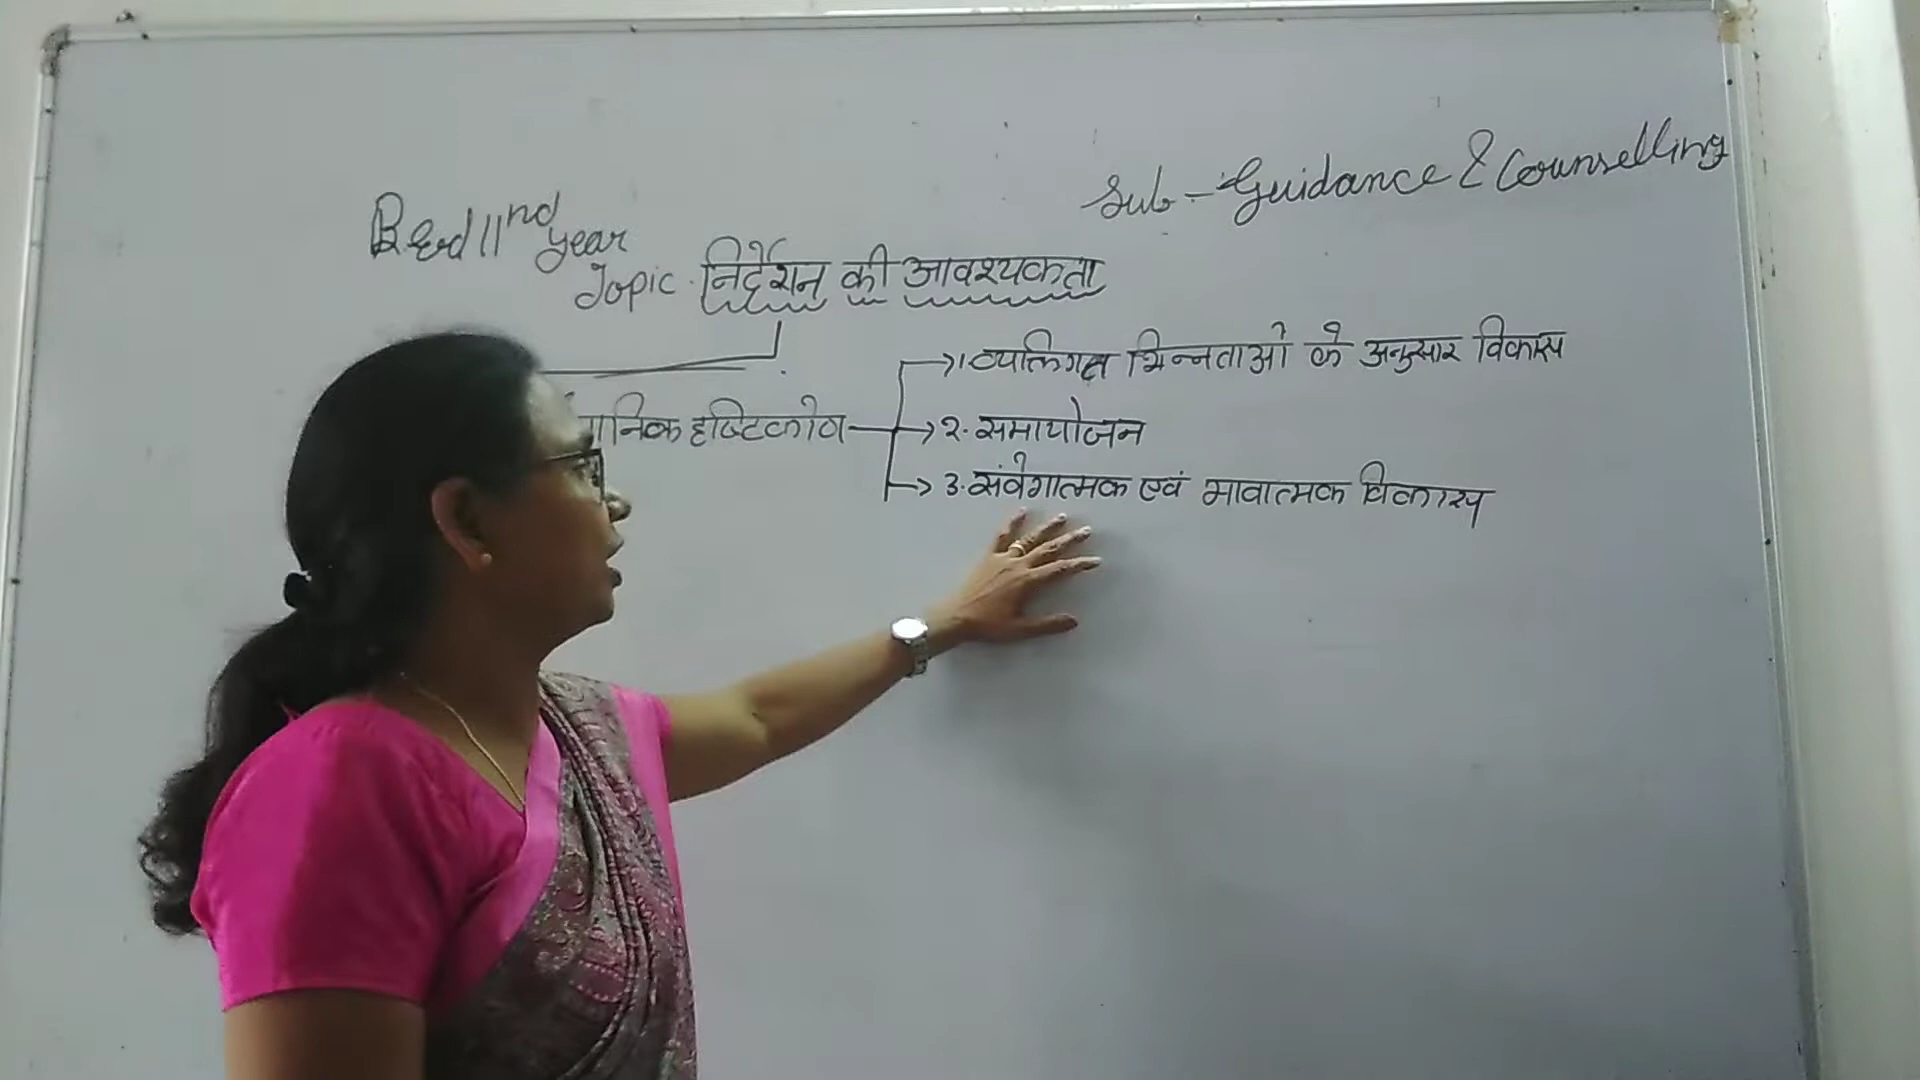 Sub - Guidance & Counselling
B.Ed IInd year
Topic. निर्देशन की आवश्यकता
→ 1. व्यक्तिगत भिन्नताओं के अनुसार विकास
दृष्टिकोण → २. समायोजन
→ 3. संवेगात्मक एवं भावात्मक विकास